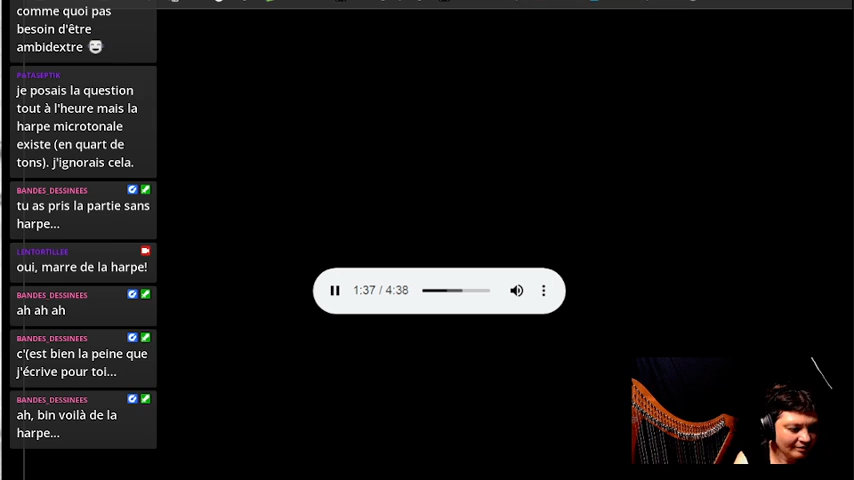 comme quoi pas
besoin d'être
ambidextre
PATASEPTIK
je posais la question
tout à l'heure mais la
harpe microtonale
existe (en quart de
tons). j'ignorais cela.
BANDES_DESSINEES
tu as pris la partie sans
harpe...
LENTORTILLEE
oui, marre de la harpe!
BANDES_DESSINEES
ah ah ah
BANDES_DESSINEES
c'(est bien la peine que
j'écrive pour toi...
BANDES_DESSINEES
ah, bin voilà de la
harpe...
1:37 / 4:38